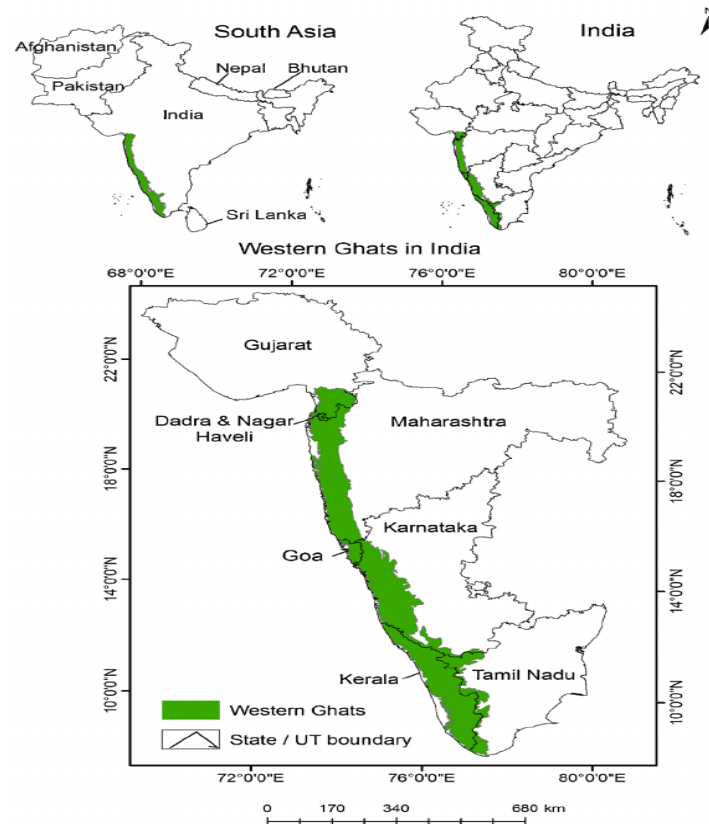 N
South Asia
India
Afghanistan
Nepal
Bhutan
Pakistan
India
Sri Lanka
Western Ghats in India
68°0'0"E
72°0'0"E
76°0'0"E
80°0'0"E
22°0'0"N
18°0'0"N
14°0'0"N
10°0'0"N
22°0'0"N
18°0'0"N
14°0'0"N
10°0'0"N
Gujarat
Dadra & Nagar
Haveli
Maharashtra
Karnataka
Goa
Kerala
Tamil Nadu
Western Ghats
State / UT boundary
72°0'0"E
76°0'0"E
80°0'0"E
0 170 340 680 km